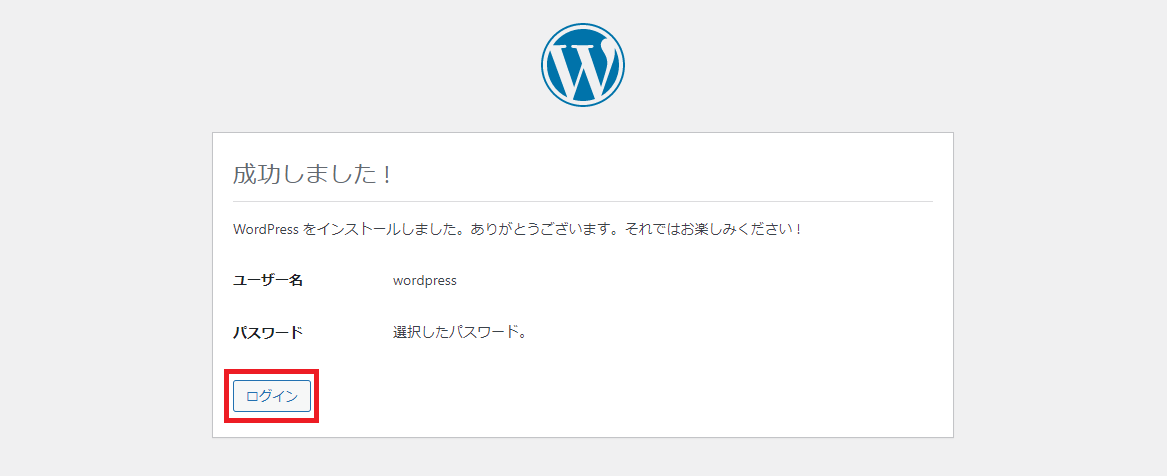 成功しました !
WordPress をインストールしました。ありがとうございます。それではお楽しみください !
ユーザー名 wordpress
パスワード 選択したパスワード。
ログイン